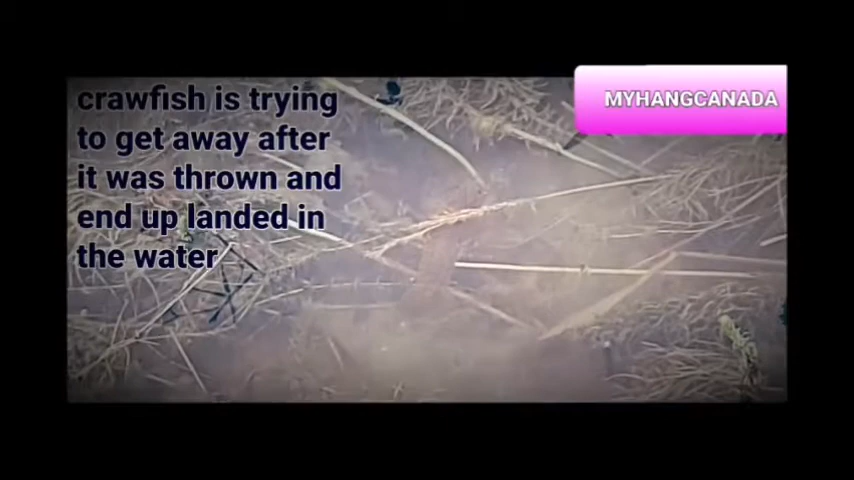 crawfish is trying
to get away after
it was thrown and
end up landed in
the water
MYHANGCANADA